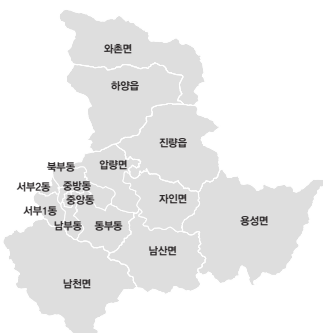 와촌면
하양읍
진량읍
북부동
압량면
서부2동
중방동
중앙동
자인면
서부1동
용성면
남부동
동부동
남산면
남천면